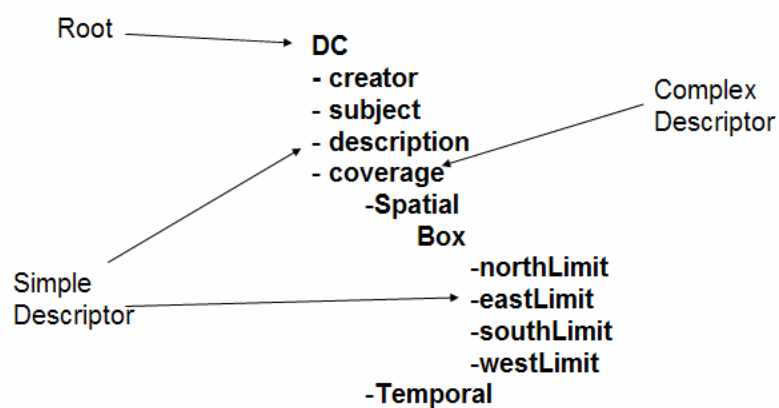 Root
DC
- creator
- subject
- description
- coverage
Complex
Descriptor
-Spatial
Box
-northLimit
-eastLimit
-southLimit
-westLimit
-Temporal
Simple
Descriptor